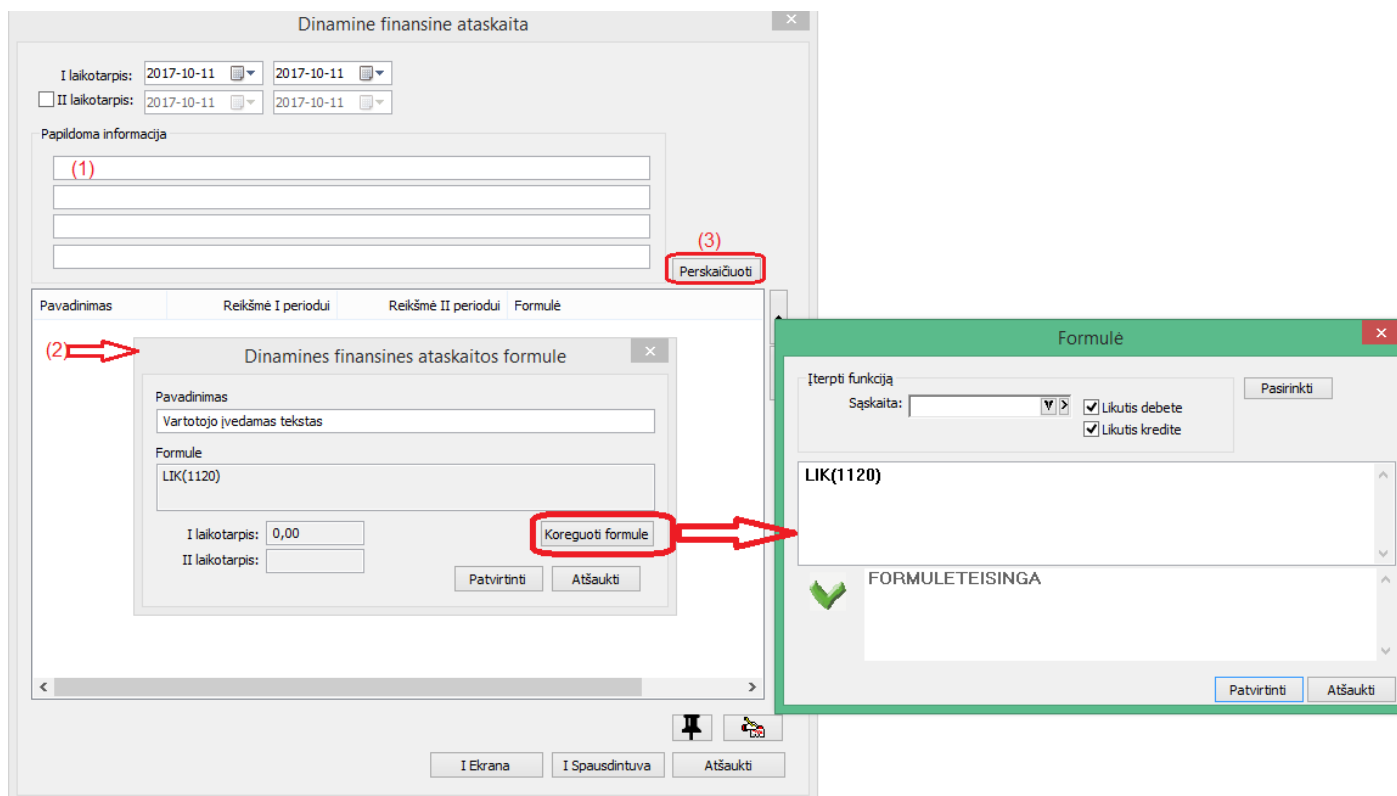 Dinamine finansine ataskaita
I laikotarpis: 2017-10-11 2017-10-11
II laikotarpis: 2017-10-11 2017-10-11
Papildoma informacija
(1)
(3)
Perskaičiuoti
Pavadinimas Reikšmė I periodui Reikšmė II periodui Formulė
(2)
Dinamines finansines ataskaitos formule
Pavadinimas
Vartotojo įvedamas tekstas
Formule
LIK(1120)
I laikotarpis: 0,00
Koreguoti formule
II laikotarpis:
Patvirtinti Atšaukti
I Ekrana I Spausdintuva Atšaukti
Formulė
Įterpti funkciją
Pasirinkti
Sąskaita:
Likutis debete
Likutis kredite
LIK(1120)
FORMULETEISINGA
Patvirtinti Atšaukti